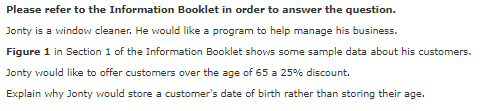 Please refer to the Information Booklet in order to answer the question.
Jonty is a window cleaner. He would like a program to help manage his business.
Figure 1 in Section 1 of the Information Booklet shows some sample data about his customers.
Jonty would like to offer customers over the age of 65 a 25% discount.
Explain why Jonty would store a customer's date of birth rather than storing their age.